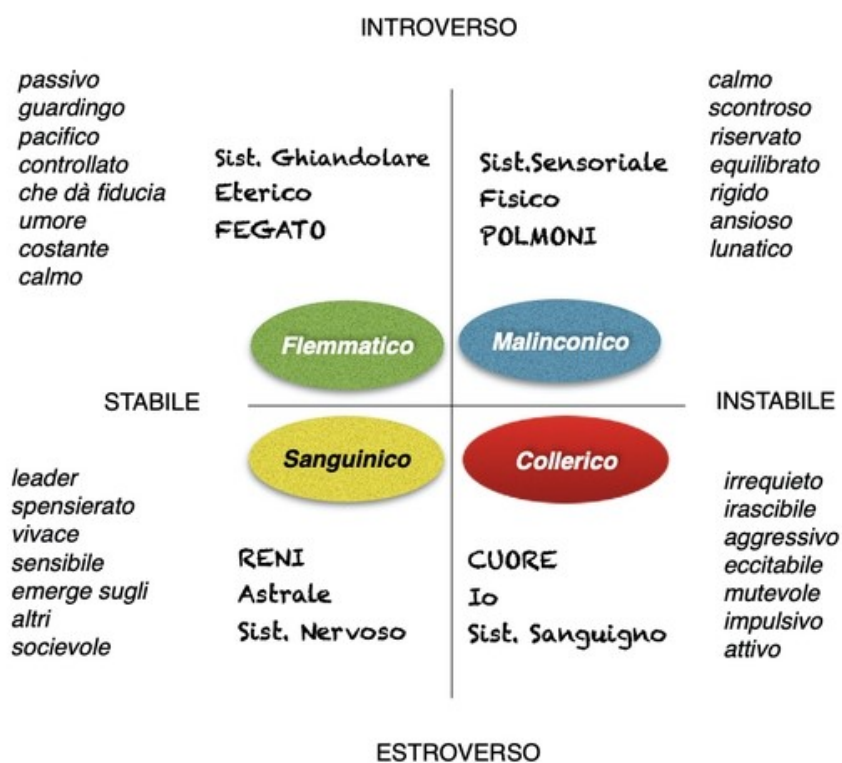 INTROVERSO
passivo
guardingo
pacifico
controllato
che dà fiducia
umore
costante
calmo
Sist. Ghiandolare
Eterico
FEGATO
Sist.Sensoriale
Fisico
POLMONI
calmo
scontroso
riservato
equilibrato
rigido
ansioso
lunatico
Flemmatico
Malinconico
STABILE
INSTABILE
Sanguinico
Collerico
leader
spensierato
vivace
sensibile
emerge sugli
altri
socievole
RENI
Astrale
Sist. Nervoso
CUORE
Io
Sist. Sanguigno
irrequieto
irascibile
aggressivo
eccitabile
mutevole
impulsivo
attivo
ESTROVERSO